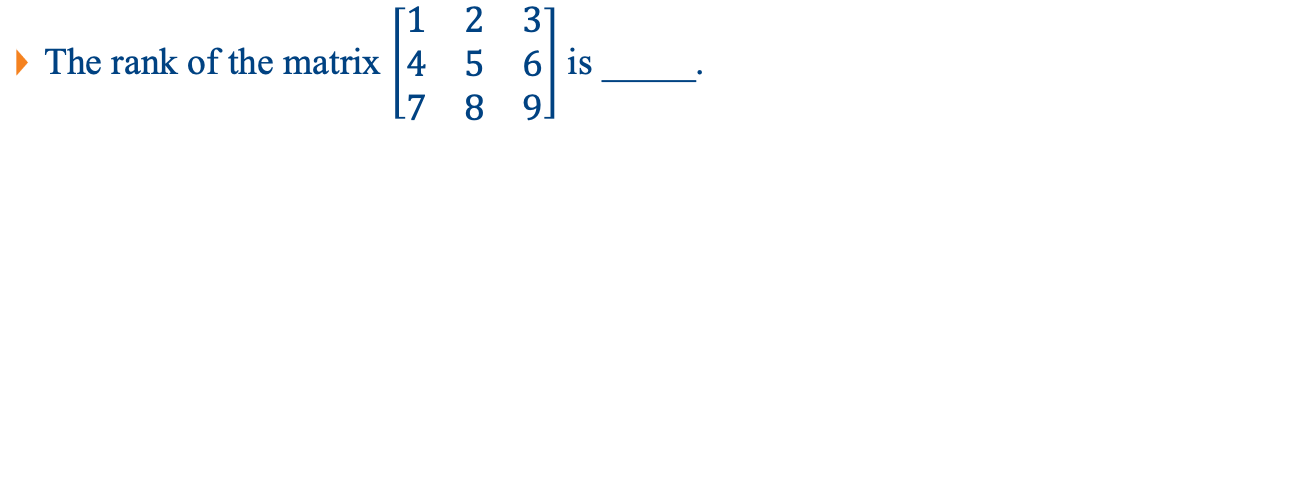 The rank of the matrix [1 2 3
4 5 6
7 8 9] is _____.